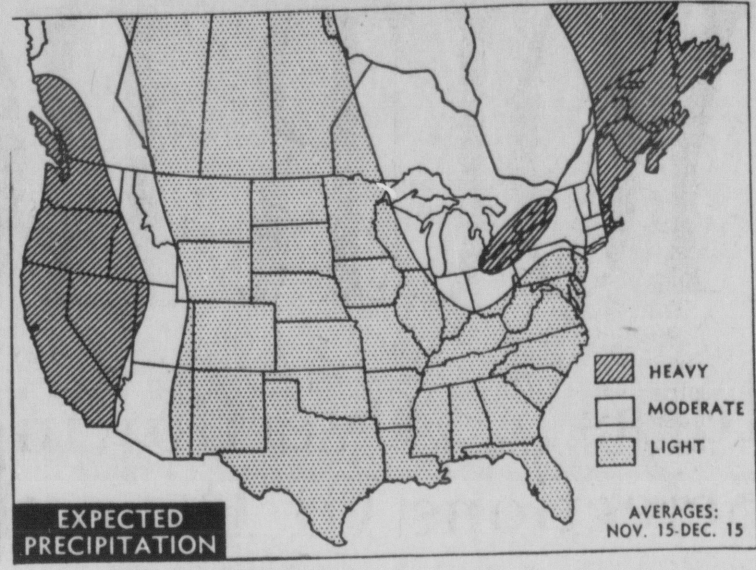 HEAVY
MODERATE
LIGHT
EXPECTED
PRECIPITATION
AVERAGES:
NOV. 15-DEC. 15